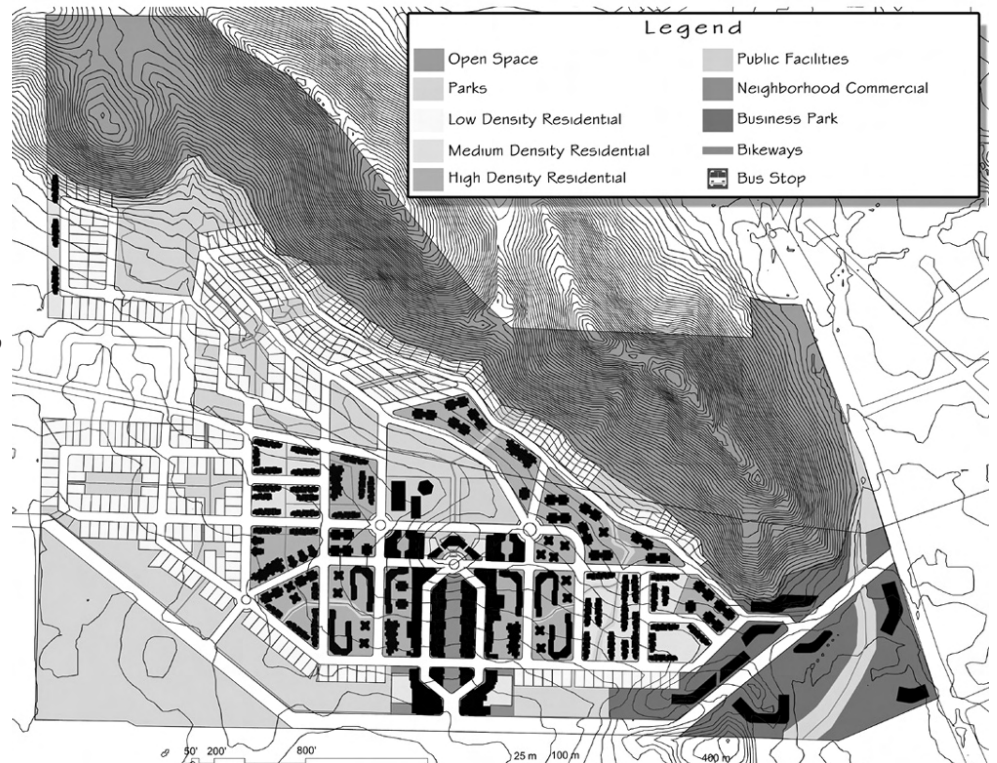 Legend
Open Space
Parks
Low Density Residential
Medium Density Residential
High Density Residential
Public Facilities
Neighborhood Commercial
Business Park
Bikeways
Bus Stop
50' 200' 800' 25 m 100 m 400 m